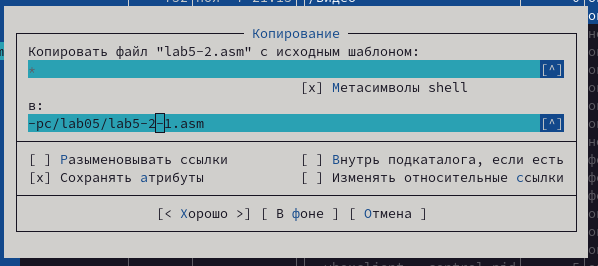 Копирование
Копировать файл "lab5-2.asm" с исходным шаблоном:
* [^]
[x] Метасимволы shell
в:
-pc/lab05/lab5-2-1.asm [^]
[ ] Разыменовывать ссылки [ ] Внутрь подкаталога, если есть
[x] Сохранять атрибуты [ ] Изменять относительные ссылки
[< Хорошо >] [ В фоне ] [ Отмена ]